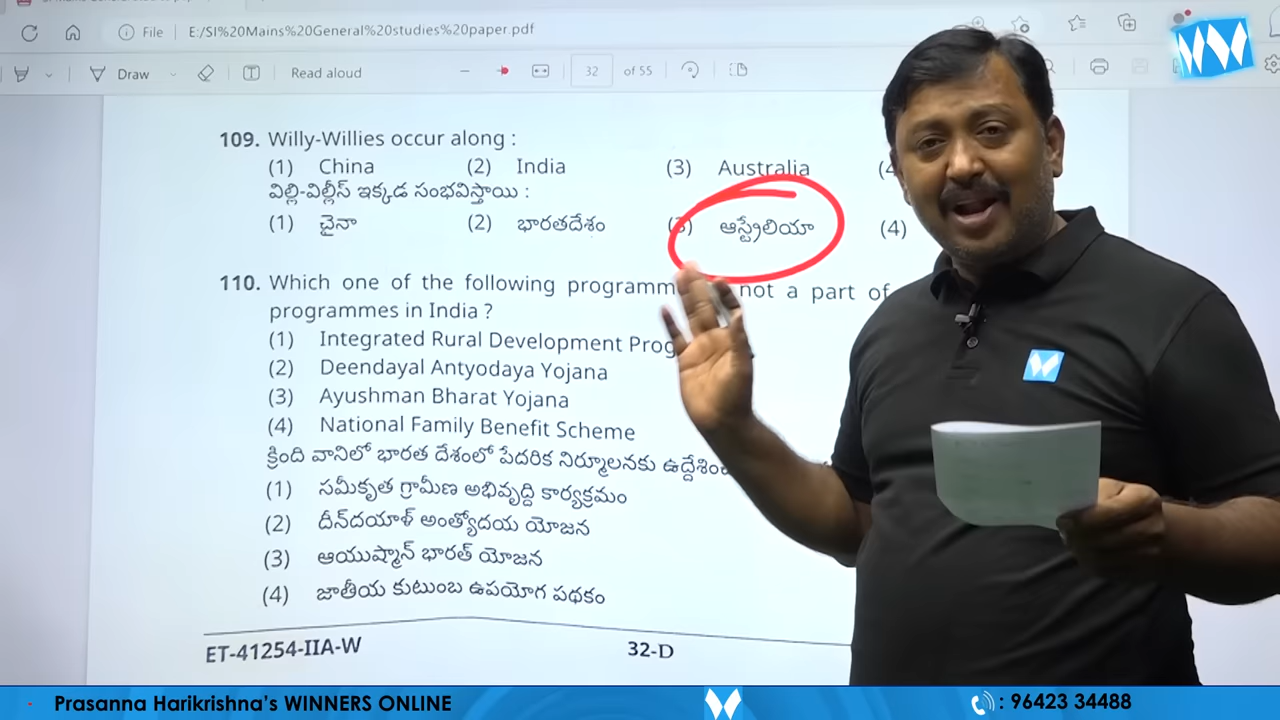 File E:/SI%20Mains%20General%20studies%20paper.pdf
Draw Read aloud 32 of 55
109. Willy-Willies occur along :
(1) China (2) India (3) Australia
విల్లి-విల్లీస్ ఇక్కడ సంభవిస్తాయి :
(1) చైనా (2) భారతదేశం (3) ఆస్ట్రేలియా (4)
110. Which one of the following not a part of
programmes in India ?
(1) Integrated Rural Development
(2) Deendayal Antyodaya Yojana
(3) Ayushman Bharat Yojana
(4) National Family Benefit Scheme
క్రింది వానిలో భారత దేశంలో పేదరిక నిర్మూలనకు
(1) సమీకృత గ్రామీణ అభివృద్ధి కార్యక్రమం
(2) దీన్‌దయాళ్ అంత్యోదయ యోజన
(3) ఆయుష్మాన్ భారత్ యోజన
(4) జాతీయ కుటుంబ ఉపయోగ పథకం
ET-41254-IIA-W 32-D
Prasanna Harikrishna's WINNERS ONLINE : 96423 34488